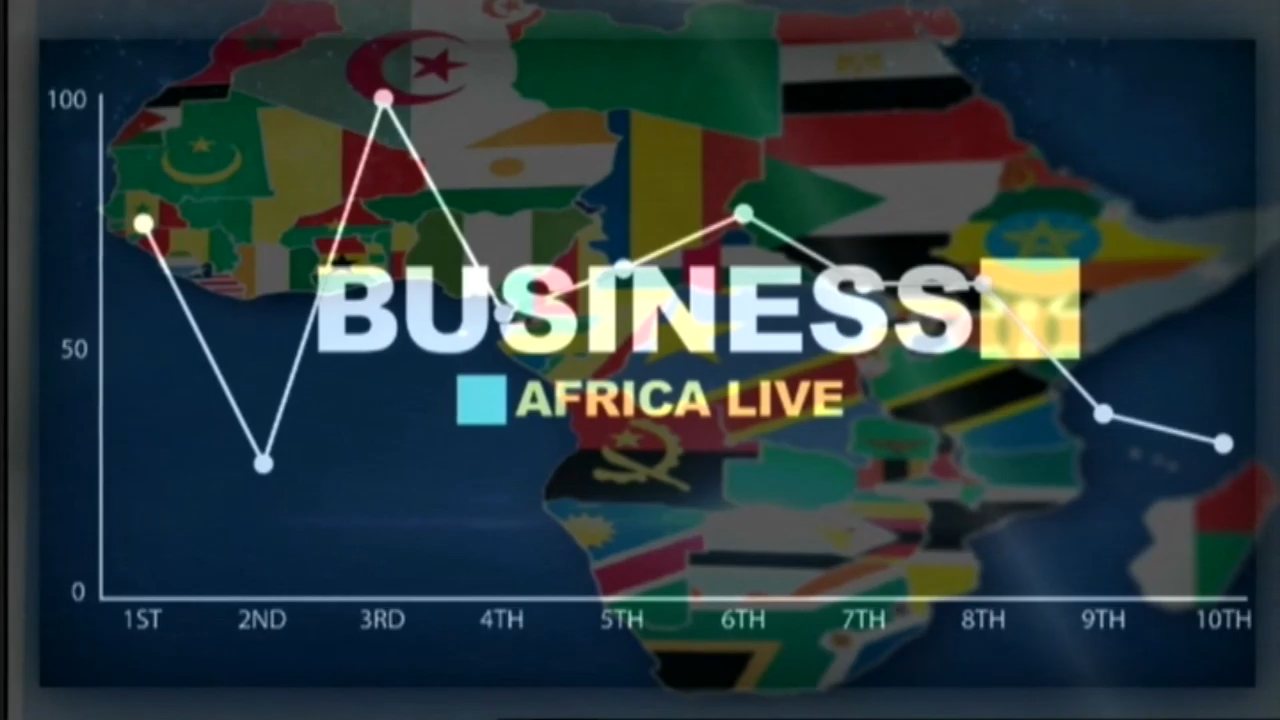 100
BUSINESS
50
AFRICA LIVE
0
1ST 2ND 3RD 4TH 5TH 6TH 7TH 8TH 9TH 10TH